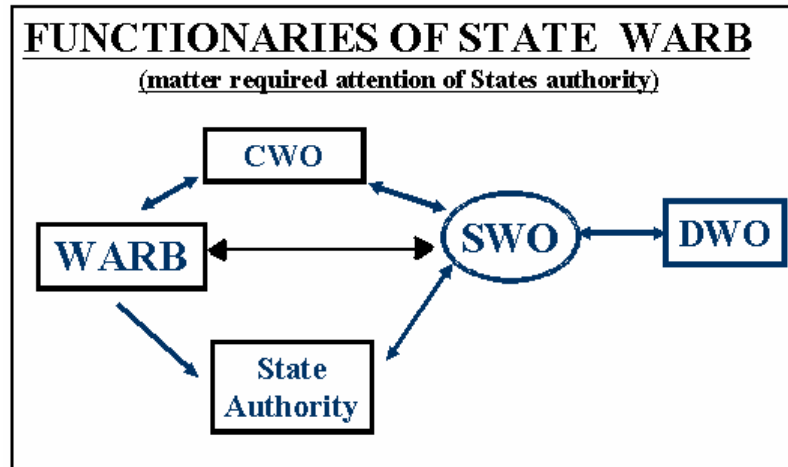 FUNCTIONARIES OF STATE WARB
(matter required attention of States authority)
CWO
WARB
SWO
DWO
State
Authority